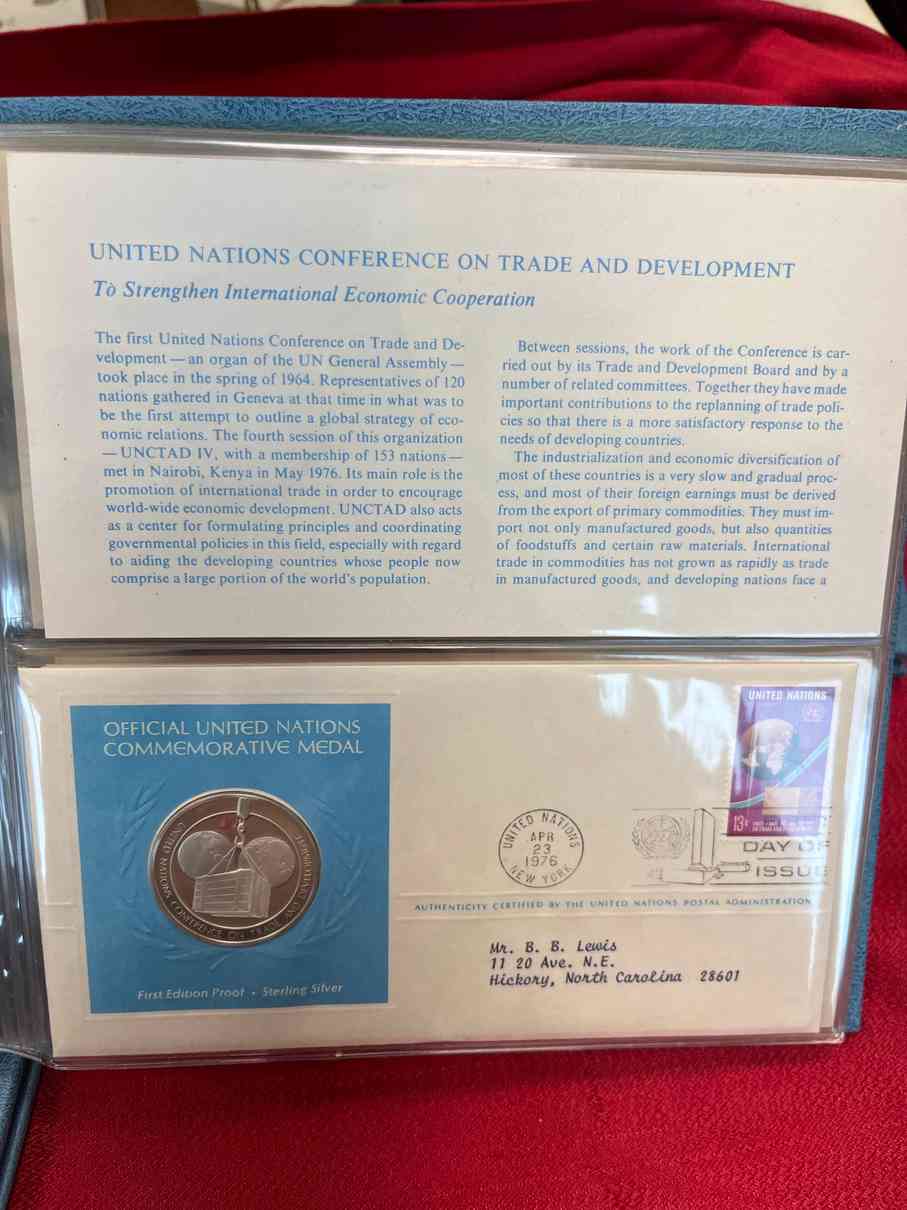 UNITED NATIONS CONFERENCE ON TRADE AND DEVELOPMENT
To Strengthen International Economic Cooperation
The first United Nations Conference on Trade and De-
velopment — an organ of the UN General Assembly —
took place in the spring of 1964. Representatives of 120
nations gathered in Geneva at that time in what was to
be the first attempt to outline a global strategy of eco-
nomic relations. The fourth session of this organization
— UNCTAD IV, with a membership of 153 nations —
met in Nairobi, Kenya in May 1976. Its main role is the
promotion of international trade in order to encourage
world-wide economic development. UNCTAD also acts
as a center for formulating principles and coordinating
governmental policies in this field, especially with regard
to aiding the developing countries whose people now
comprise a large portion of the world's population.
Between sessions, the work of the Conference is car-
ried out by its Trade and Development Board and by a
number of related committees. Together they have made
important contributions to the replanning of trade poli-
cies so that there is a more satisfactory response to the
needs of developing countries.
The industrialization and economic diversification of
most of these countries is a very slow and gradual proc-
ess, and most of their foreign earnings must be derived
from the export of primary commodities. They must im-
port not only manufactured goods, but also quantities
of foodstuffs and certain raw materials. International
trade in commodities has not grown as rapidly as trade
in manufactured goods, and developing nations face a
OFFICIAL UNITED NATIONS
COMMEMORATIVE MEDAL
UNITED NATIONS CONFERENCE ON TRADE AND DEVELOPMENT
First Edition Proof • Sterling Silver
UNITED NATIONS
13c
UNITED NATIONS
APR
23
1976
NEW YORK
DAY OF
ISSUE
AUTHENTICITY CERTIFIED BY THE UNITED NATIONS POSTAL ADMINISTRATION
Mr. B. B. Lewis
11 20 Ave. N.E.
Hickory, North Carolina 28601